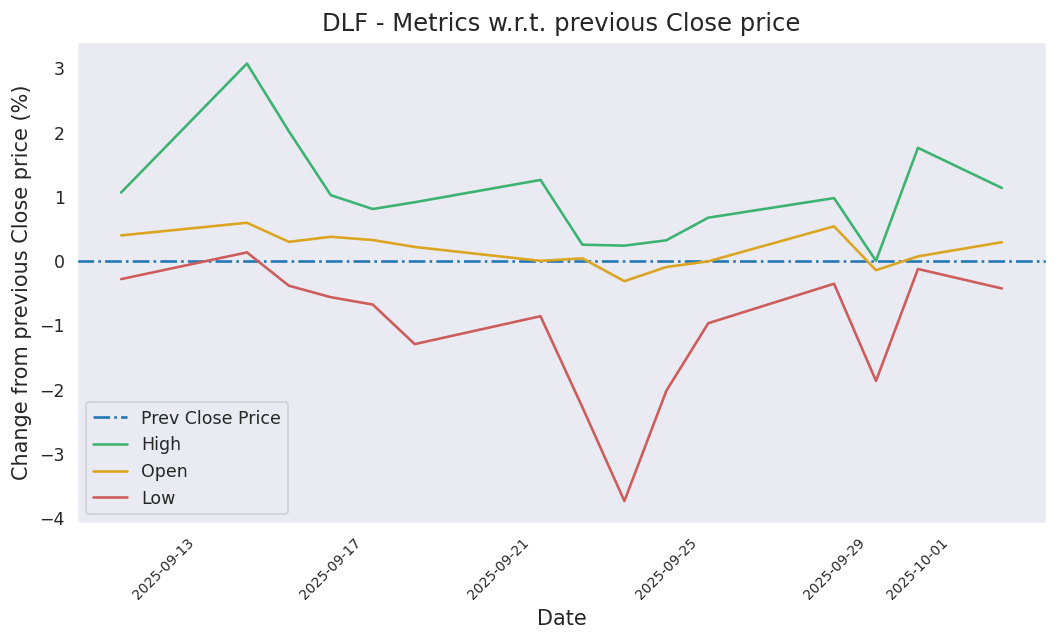 DLF - Metrics w.r.t. previous Close price
Change from previous Close price (%)
3
2
1
0
−1
−2
−3
−4
Prev Close Price
High
Open
Low
2025-09-13
2025-09-17
2025-09-21
2025-09-25
2025-09-29
2025-10-01
Date